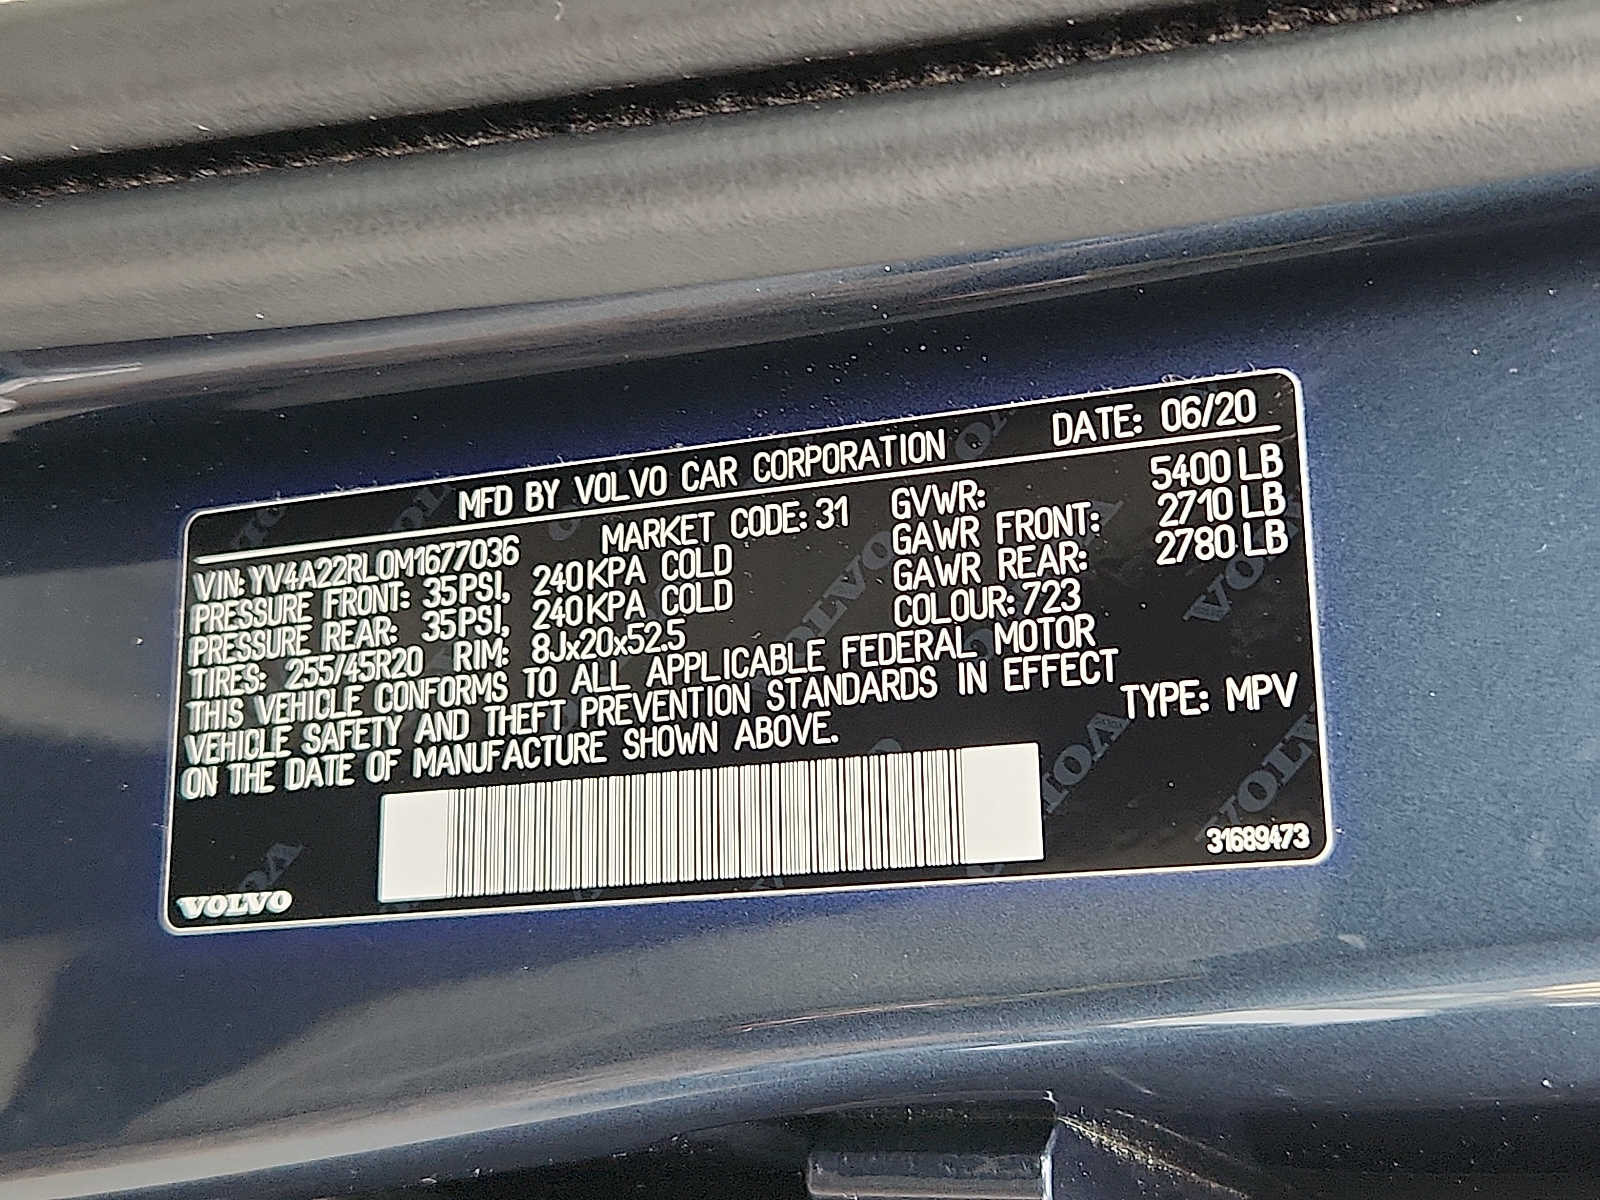 MFD BY VOLVO CAR CORPORATION DATE: 06/20
VIN: YV4A22RL0M1677036 MARKET CODE: 31 GVWR: 5400 LB
PRESSURE FRONT: 35PSI, 240KPA COLD GAWR FRONT: 2710 LB
PRESSURE REAR: 35PSI, 240KPA COLD GAWR REAR: 2780 LB
TIRES: 255/45R20 RIM: 8Jx20x52.5 COLOUR: 723
THIS VEHICLE CONFORMS TO ALL APPLICABLE FEDERAL MOTOR
VEHICLE SAFETY AND THEFT PREVENTION STANDARDS IN EFFECT
ON THE DATE OF MANUFACTURE SHOWN ABOVE. TYPE: MPV
31689473
VOLVO